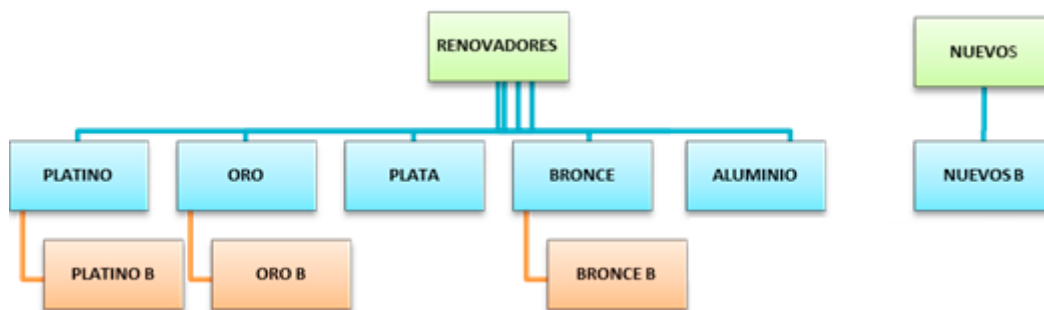 RENOVADORES
NUEVOS
PLATINO
ORO
PLATA
BRONCE
ALUMINIO
NUEVOS B
PLATINO B
ORO B
BRONCE B